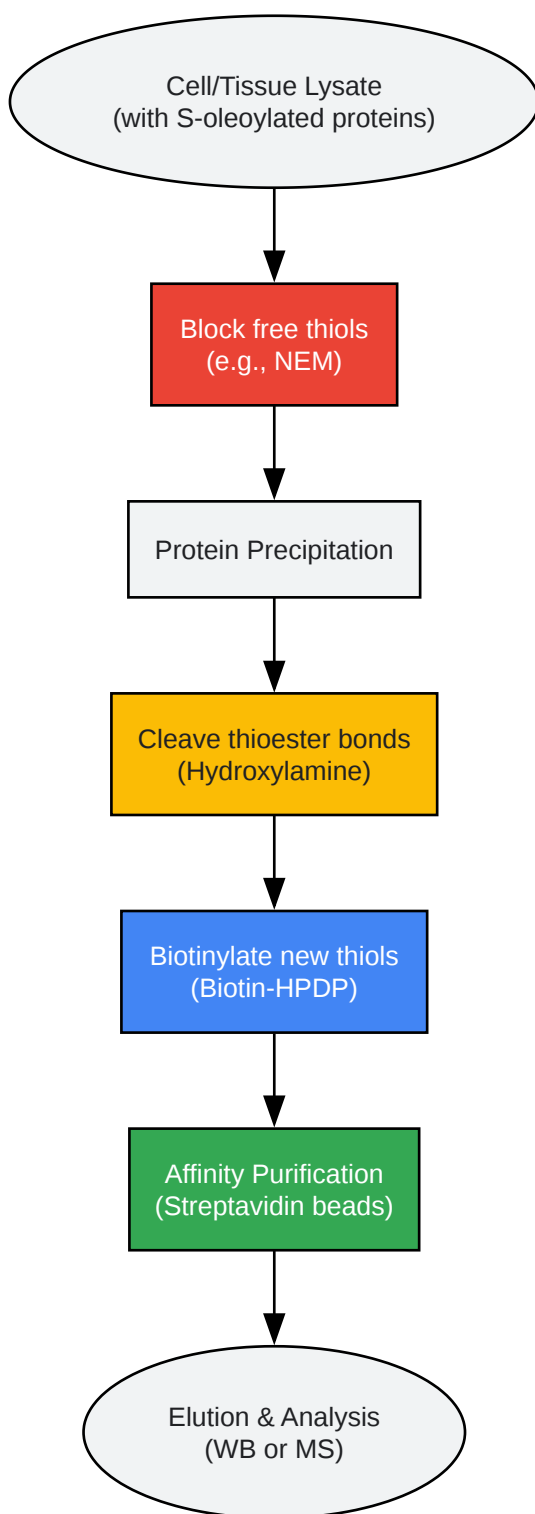 Cell/Tissue Lysate
(with S-oleoylated proteins)
Block free thiols
(e.g., NEM)
Protein Precipitation
Cleave thioester bonds
(Hydroxylamine)
Biotinylate new thiols
(Biotin-HPDP)
Affinity Purification
(Streptavidin beads)
Elution & Analysis
(WB or MS)